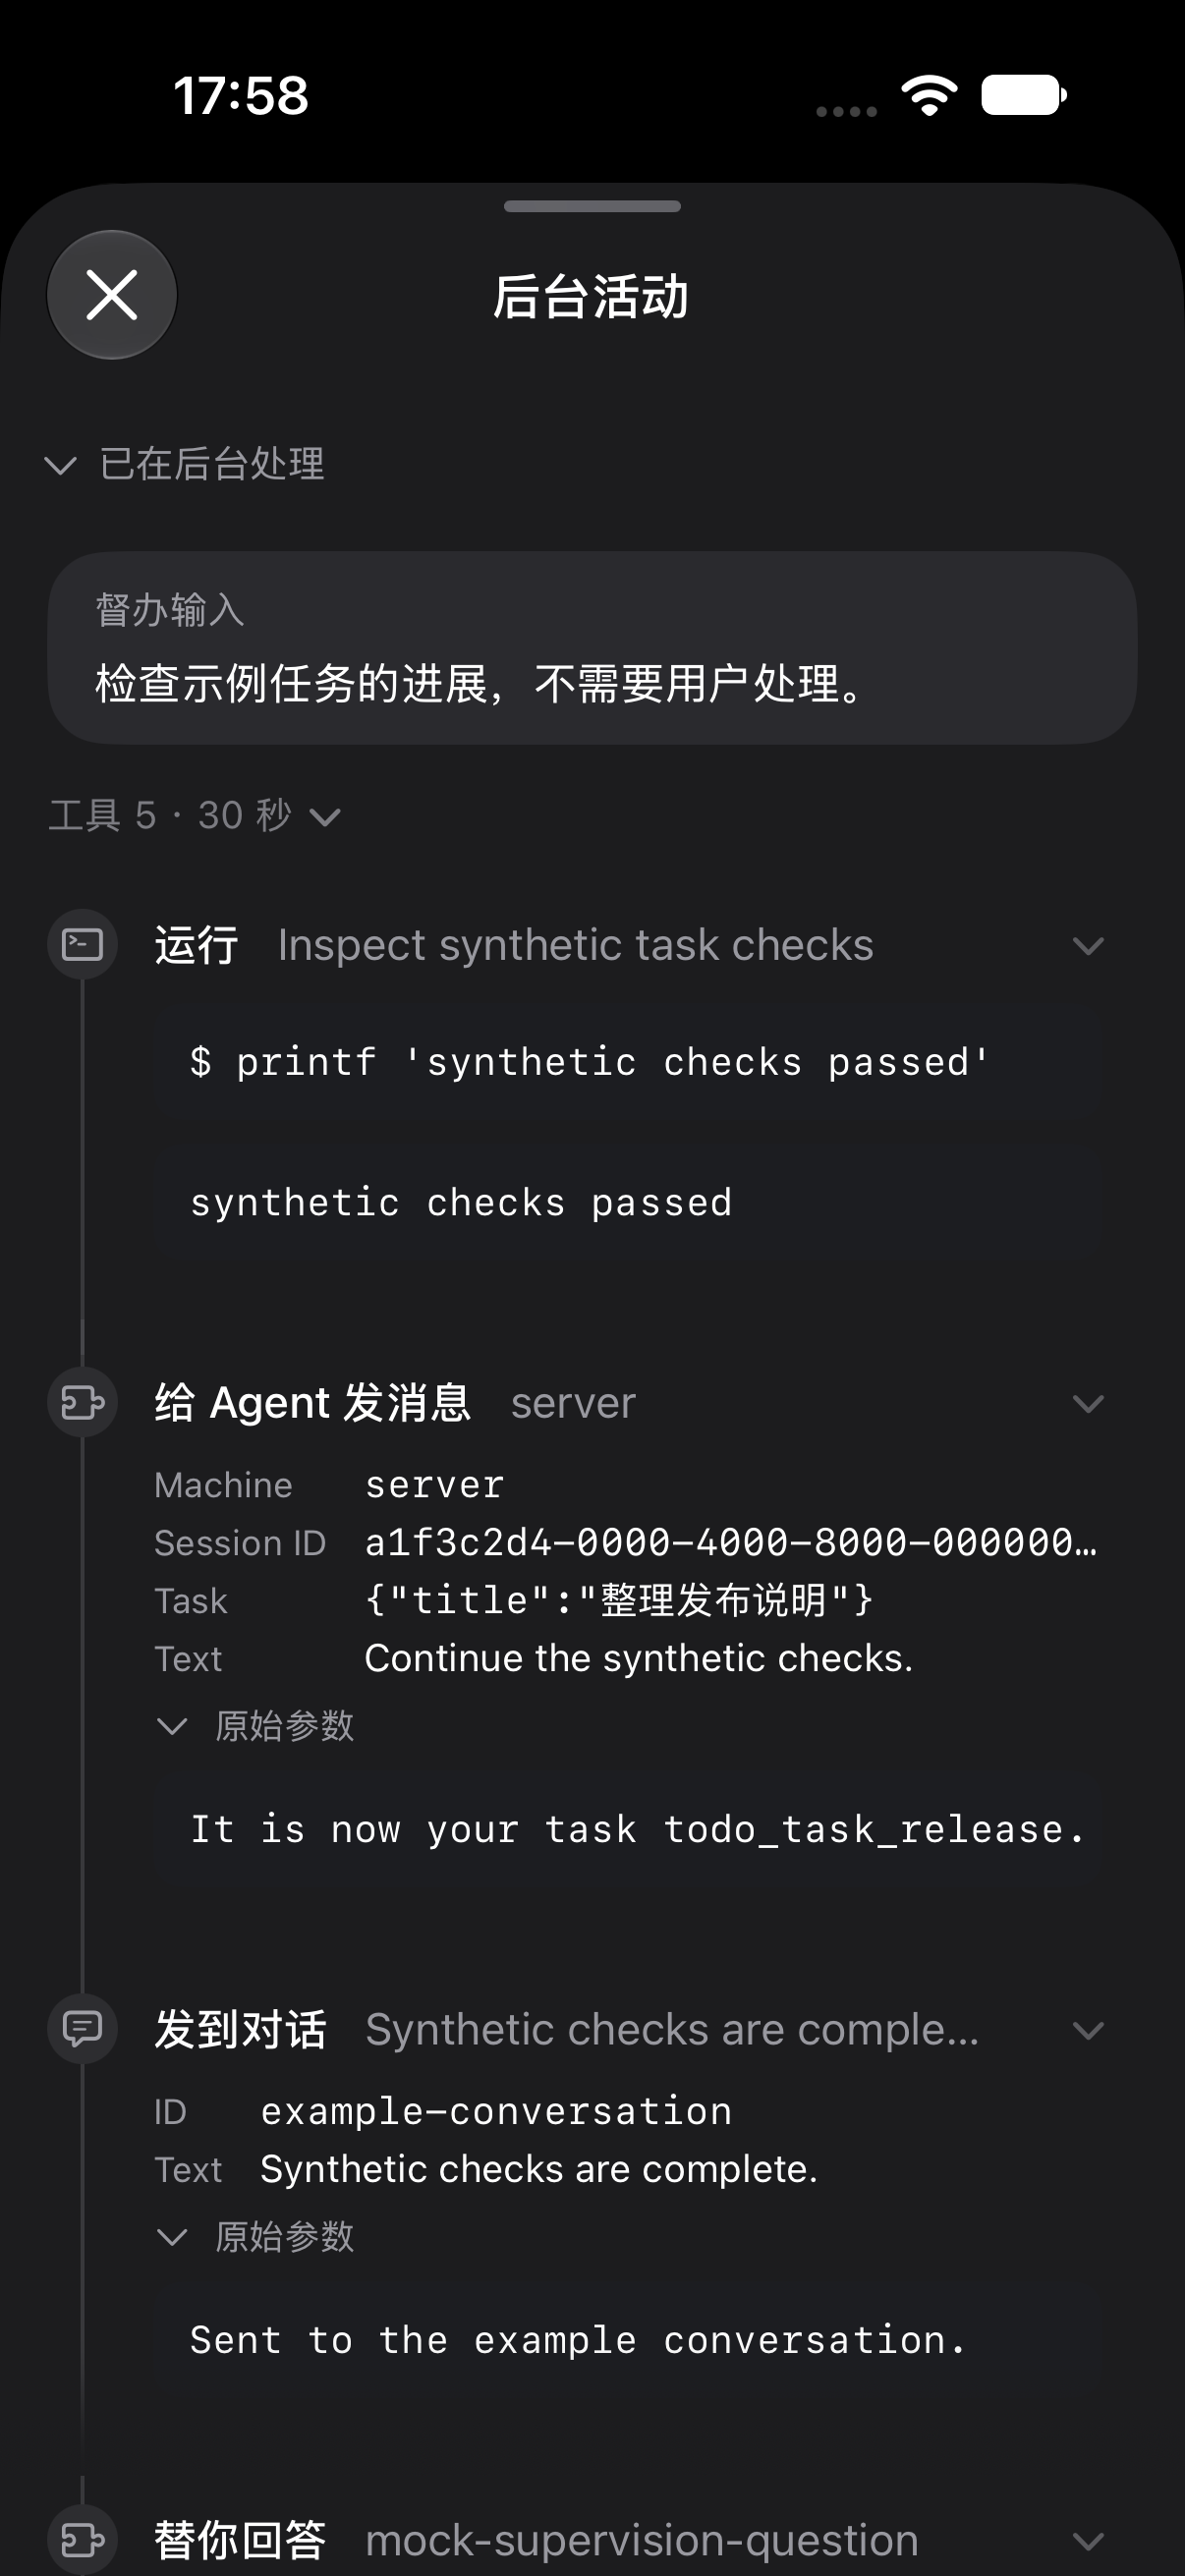 17:58
后台活动
已在后台处理
督办输入
检查示例任务的进展，不需要用户处理。
工具 5 · 30 秒
运行 Inspect synthetic task checks
$ printf 'synthetic checks passed'
synthetic checks passed
给 Agent 发消息 server
Machine server
Session ID a1f3c2d4-0000-4000-8000-000000…
Task {"title":"整理发布说明"}
Text Continue the synthetic checks.
原始参数
It is now your task todo_task_release.
发到对话 Synthetic checks are comple...
ID example-conversation
Text Synthetic checks are complete.
原始参数
Sent to the example conversation.
替你回答 mock-supervision-question